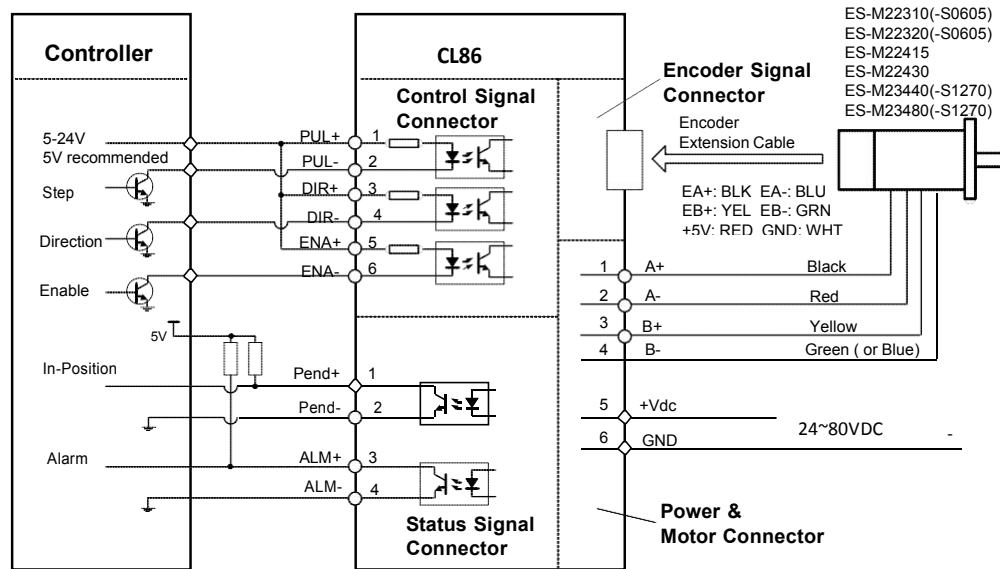 ES-M22310(-S0605)
ES-M22320(-S0605)
ES-M22415
ES-M22430
ES-M23440(-S1270)
ES-M23480(-S1270)
Controller
CL86
Control Signal
Connector
Encoder Signal
Connector
Encoder
Extension Cable
EA+: BLK EA-: BLU
EB+: YEL EB-: GRN
+5V: RED GND: WHT
5-24V
5V recommended
Step
Direction
Enable
PUL+ 1
PUL- 2
DIR+ 3
DIR- 4
ENA+ 5
ENA- 6
1 A+ Black
2 A- Red
3 B+ Yellow
4 B- Green ( or Blue)
5V
In-Position
Pend+ 1
Pend- 2
Alarm
ALM+ 3
ALM- 4
5 +Vdc
24~80VDC -
6 GND
Status Signal
Connector
Power &
Motor Connector